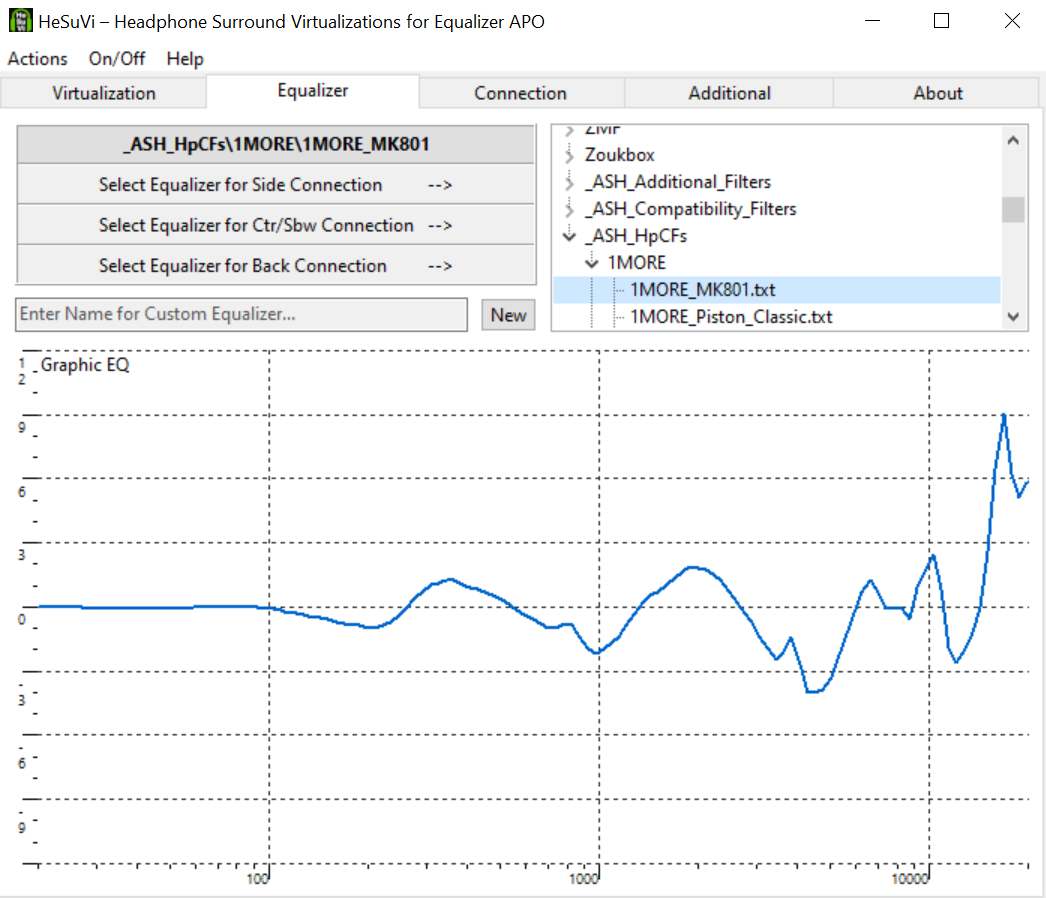 HeSuVi – Headphone Surround Virtualizations for Equalizer APO
Actions On/Off Help
Virtualization Equalizer Connection Additional About
_ASH_HpCFs\1MORE\1MORE_MK801
Select Equalizer for Side Connection -->
Select Equalizer for Ctr/Sbw Connection -->
Select Equalizer for Back Connection -->
Enter Name for Custom Equalizer... New
ZMF
Zoukbox
_ASH_Additional_Filters
_ASH_Compatibility_Filters
_ASH_HpCFs
1MORE
1MORE_MK801.txt
1MORE_Piston_Classic.txt
Graphic EQ
12
9
6
3
0
-3
-6
-9
100 1000 10000